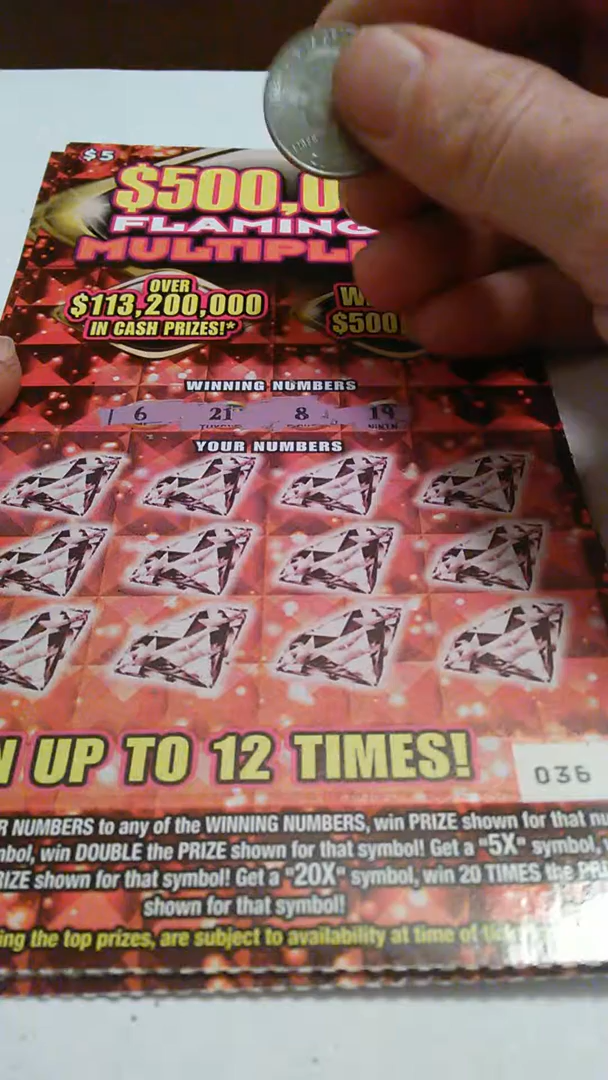 $5
$500,0
FLAMING
MULTIPL
OVER
$113,200,000
IN CASH PRIZES!*
W
$500
WINNING NUMBERS
6 21 8 19
YOUR NUMBERS
N UP TO 12 TIMES!
036
R NUMBERS to any of the WINNING NUMBERS, win PRIZE shown for that nu
mbol, win DOUBLE the PRIZE shown for that symbol! Get a "5X" symbol,
RIZE shown for that symbol! Get a "20X" symbol, win 20 TIMES the PRI
shown for that symbol!
ing the top prizes, are subject to availability at time of